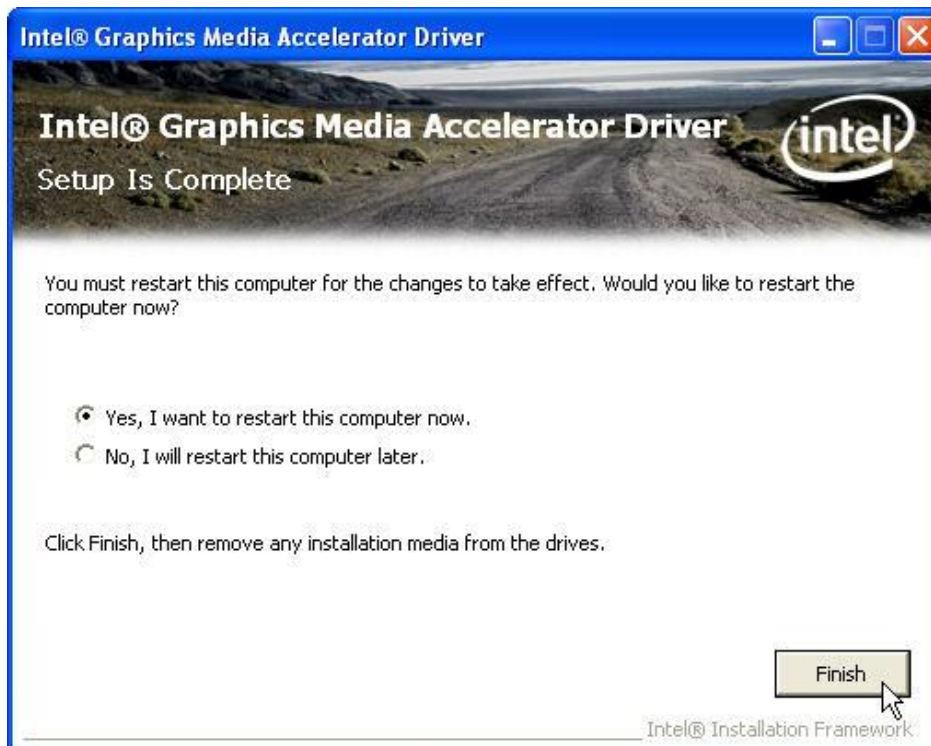 Intel® Graphics Media Accelerator Driver
Intel® Graphics Media Accelerator Driver
intel
Setup Is Complete
You must restart this computer for the changes to take effect. Would you like to restart the
computer now?
Yes, I want to restart this computer now.
No, I will restart this computer later.
Click Finish, then remove any installation media from the drives.
Finish
Intel® Installation Framework